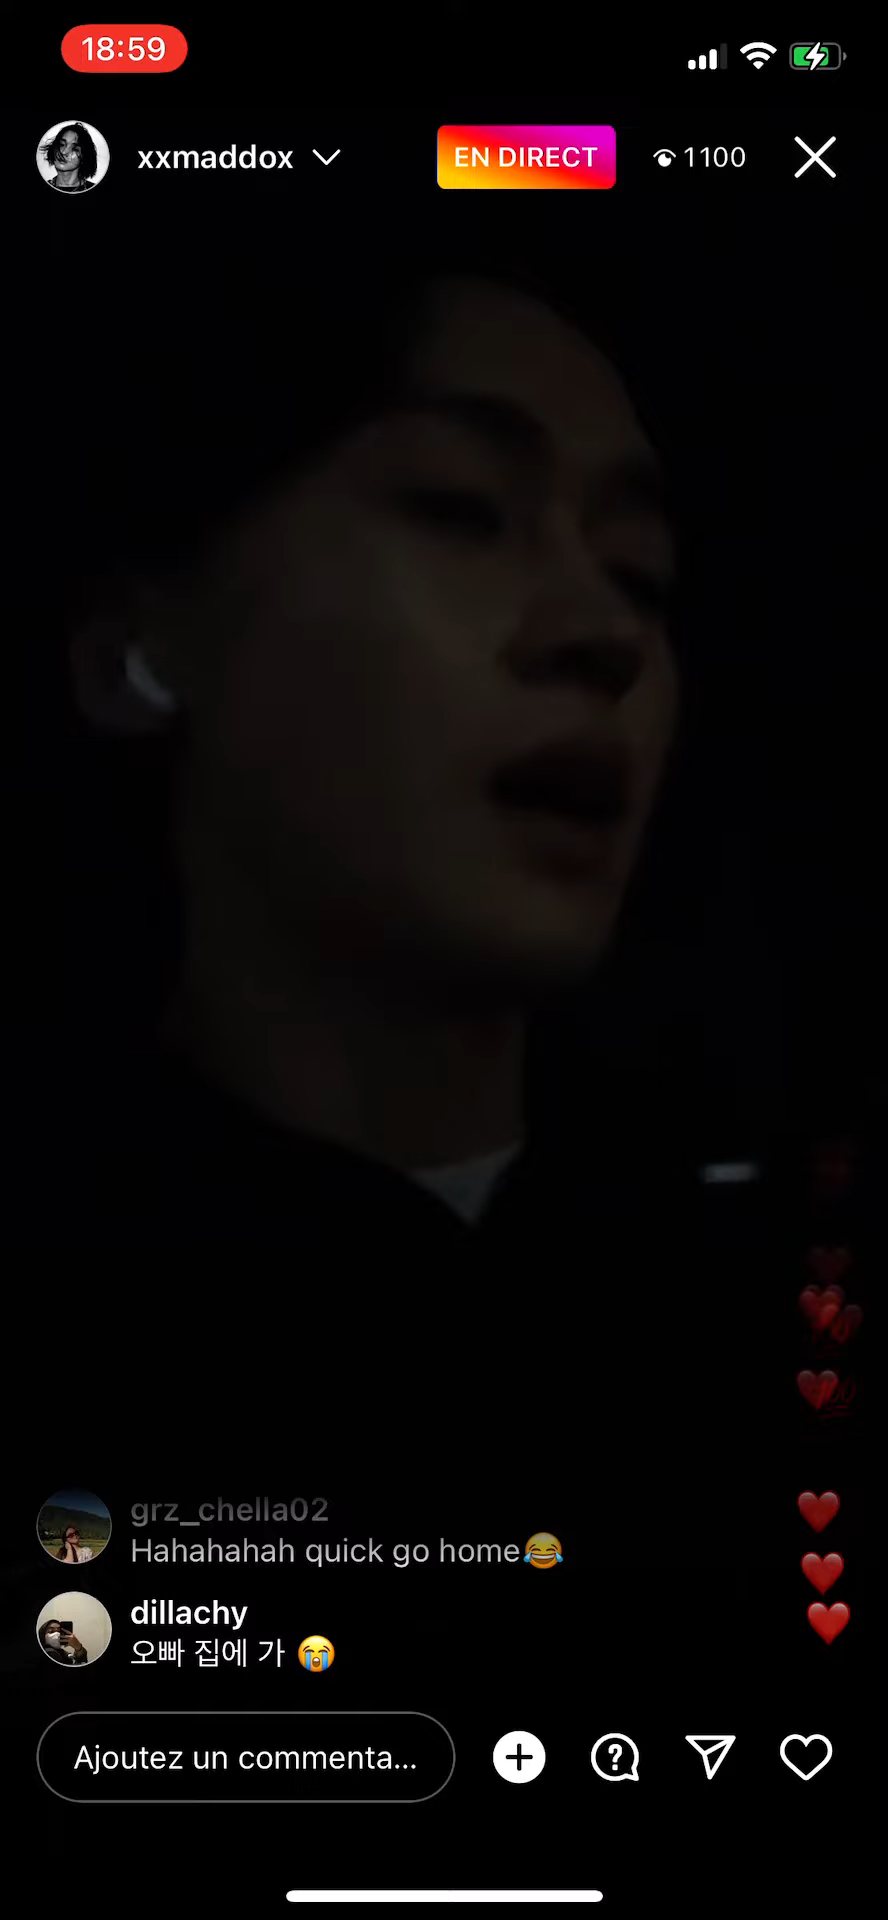 18:59
xxmaddox
EN DIRECT
1100
grz_chella02
Hahahahah quick go home😂
dillachy
오빠 집에 가 😭
Ajoutez un commenta...